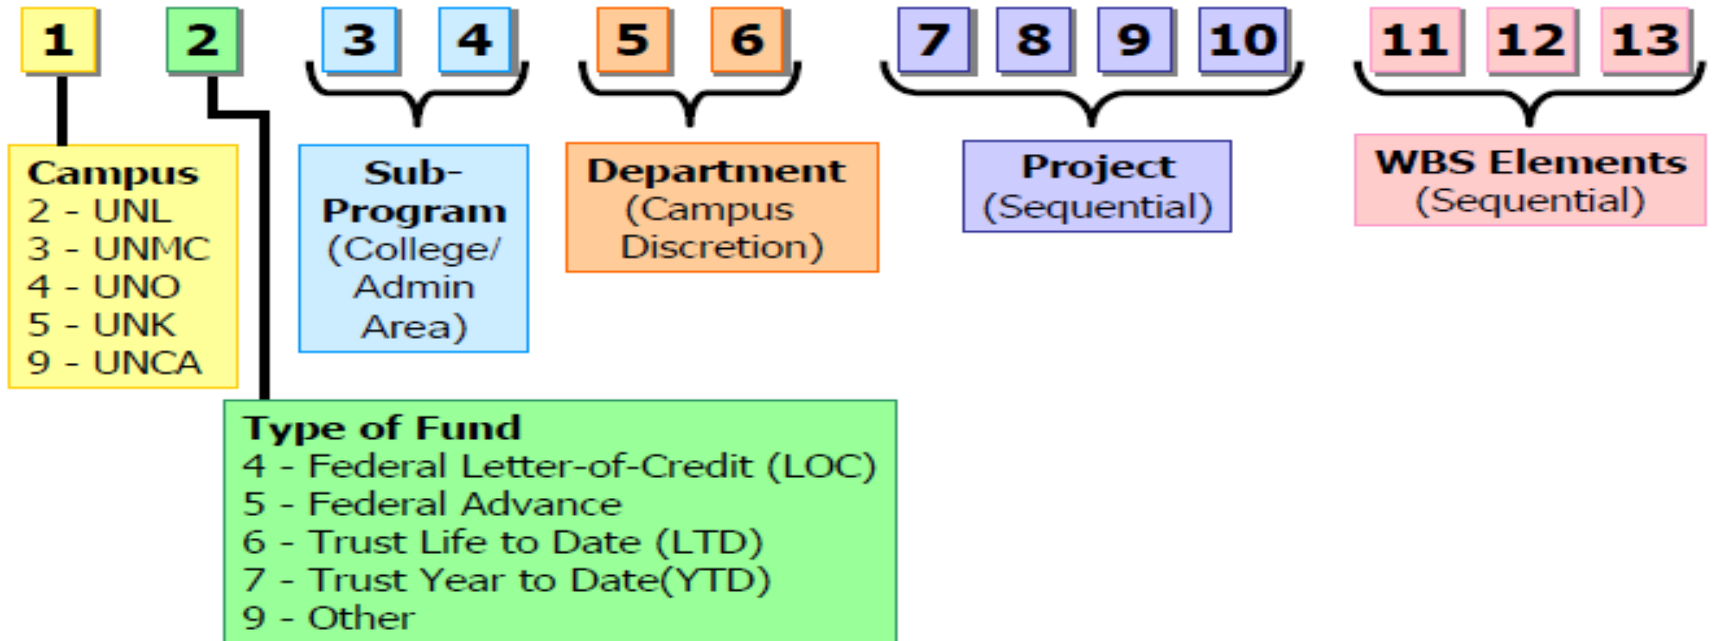 1 2 3 4 5 6 7 8 9 10 11 12 13
Campus
2 - UNL
3 - UNMC
4 - UNO
5 - UNK
9 - UNCA
Sub-
Program
(College/
Admin
Area)
Department
(Campus
Discretion)
Project
(Sequential)
WBS Elements
(Sequential)
Type of Fund
4 - Federal Letter-of-Credit (LOC)
5 - Federal Advance
6 - Trust Life to Date (LTD)
7 - Trust Year to Date(YTD)
9 - Other